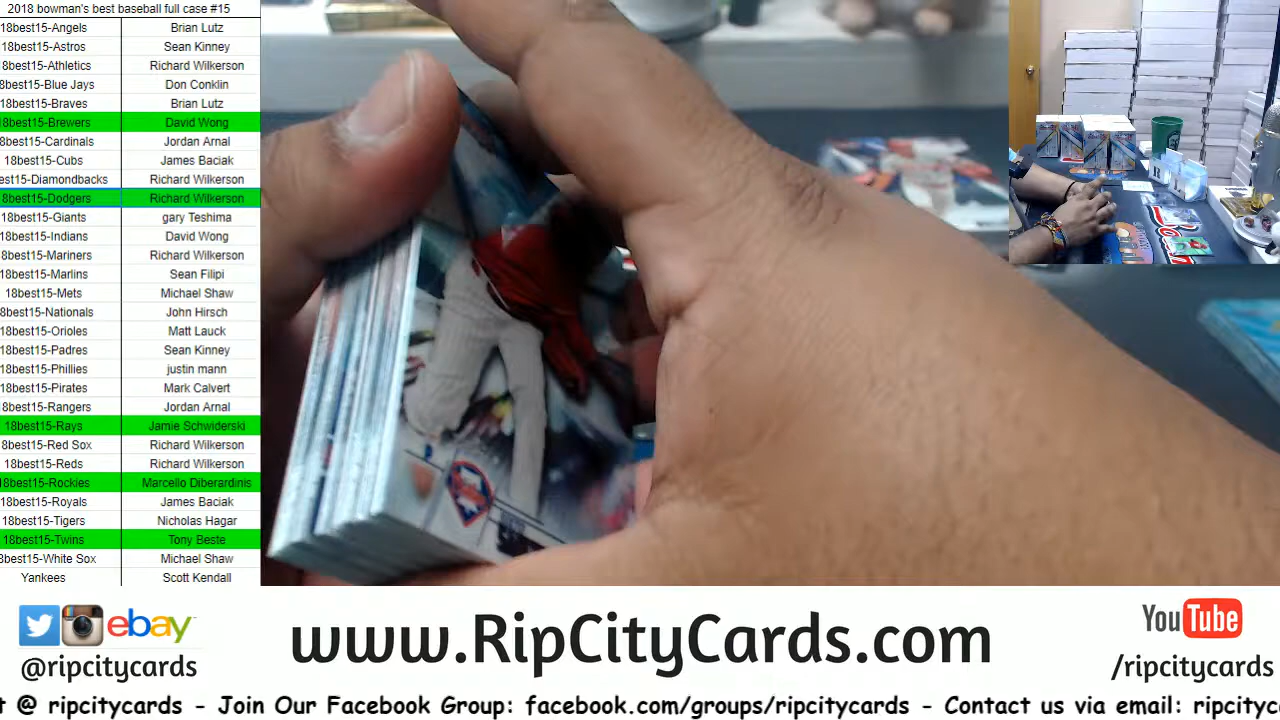 2018 bowman's best baseball full case #15
18best15-Angels Brian Lutz
18best15-Astros Sean Kinney
8best15-Athletics Richard Wilkerson
8best15-Blue Jays Don Conklin
18best15-Braves Brian Lutz
8best15-Brewers David Wong
8best15-Cardinals Jordan Arnal
18best15-Cubs James Baciak
est15-Diamondbacks Richard Wilkerson
8best15-Dodgers Richard Wilkerson
18best15-Giants gary Teshima
18best15-Indians David Wong
8best15-Mariners Richard Wilkerson
18best15-Marlins Sean Filipi
18best15-Mets Michael Shaw
8best15-Nationals John Hirsch
18best15-Orioles Matt Lauck
18best15-Padres Sean Kinney
18best15-Phillies justin mann
18best15-Pirates Mark Calvert
8best15-Rangers Jordan Arnal
18best15-Rays Jamie Schwiderski
8best15-Red Sox Richard Wilkerson
18best15-Reds Richard Wilkerson
8best15-Rockies Marcello Diberardinis
18best15-Royals James Baciak
18best15-Tigers Nicholas Hagar
18best15-Twins Tony Beste
8best15-White Sox Michael Shaw
Yankees Scott Kendall
ebay
@ripcitycards
www.RipCityCards.com
YouTube
/ripcitycards
t @ ripcitycards - Join Our Facebook Group: facebook.com/groups/ripcitycards - Contact us via email: ripcityc